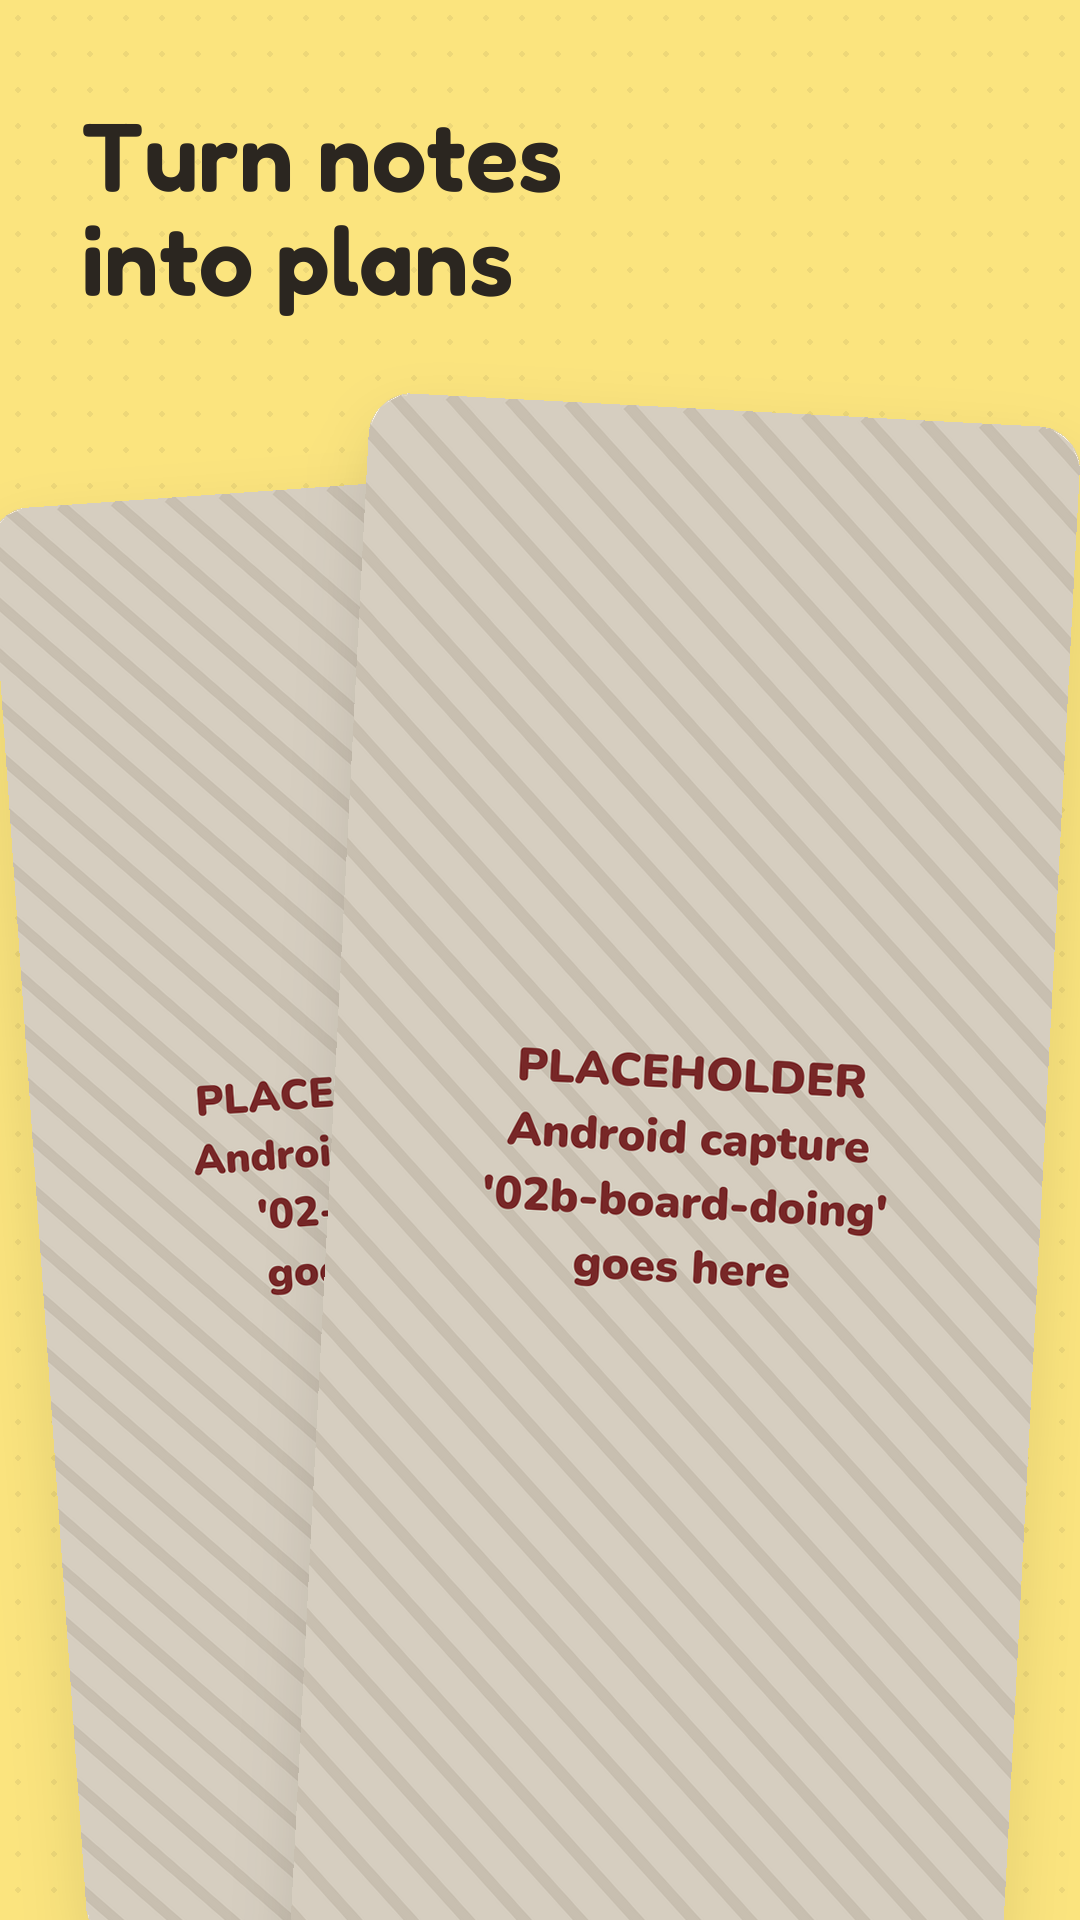 Turn notes
into plans
PLACE
Androi
'02-
go
PLACEHOLDER
Android capture
'02b-board-doing'
goes here